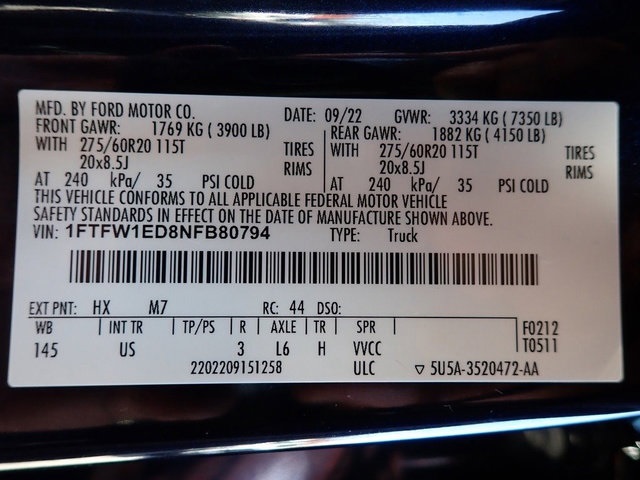 MFD. BY FORD MOTOR CO. DATE: 09/22 GVWR: 3334 KG ( 7350 LB)
FRONT GAWR: 1769 KG ( 3900 LB) REAR GAWR: 1882 KG ( 4150 LB)
WITH 275/60R20 115T TIRES WITH 275/60R20 115T TIRES
20x8.5J RIMS 20x8.5J RIMS
AT 240 kPa/ 35 PSI COLD AT 240 kPa/ 35 PSI COLD
THIS VEHICLE CONFORMS TO ALL APPLICABLE FEDERAL MOTOR VEHICLE
SAFETY STANDARDS IN EFFECT ON THE DATE OF MANUFACTURE SHOWN ABOVE.
VIN: 1FTFW1ED8NFB80794 TYPE: Truck
EXT PNT: HX M7 RC: 44 DSO:
WB INT TR TP/PS R AXLE TR SPR F0212
145 US 3 L6 H VVCC T0511
2202209151258 ULC ▽ 5U5A-3520472-AA